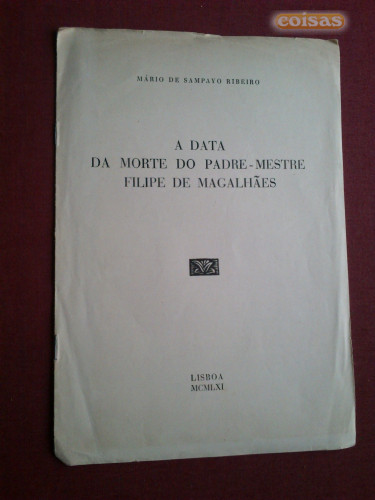 coisas
MÁRIO DE SAMPAYO RIBEIRO
A DATA
DA MORTE DO PADRE-MESTRE
FILIPE DE MAGALHÃES
LISBOA
MCMLXI